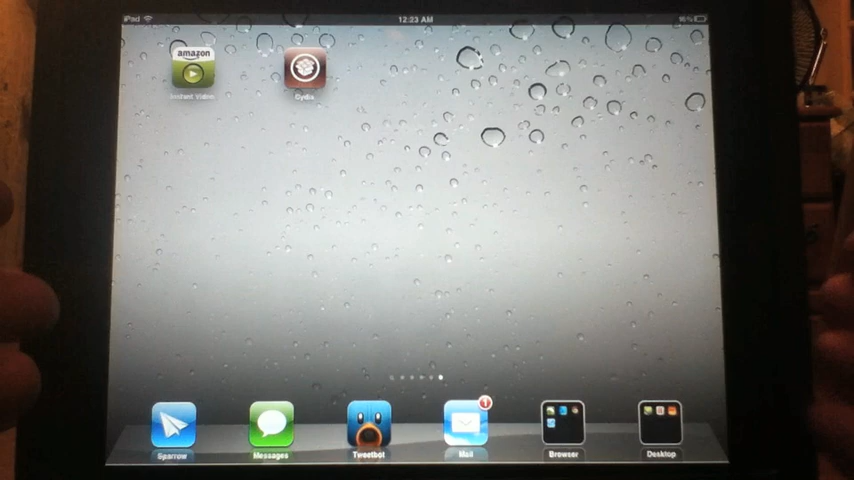 iPad
12:23 AM
amazon
Instant Video
Cydia
1
Sparrow
Messages
Tweetbot
Mail
Browser
Desktop